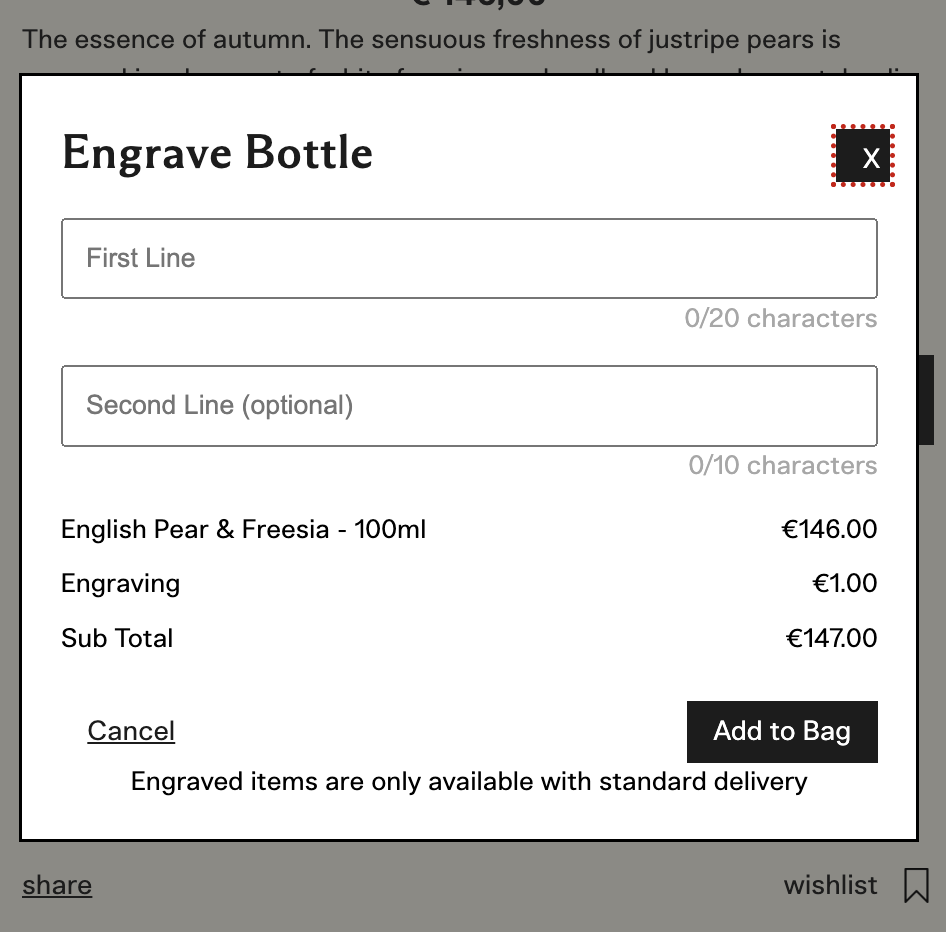 The essence of autumn. The sensuous freshness of justripe pears is
Engrave Bottle
X
First Line
0/20 characters
Second Line (optional)
0/10 characters
English Pear & Freesia - 100ml €146.00
Engraving €1.00
Sub Total €147.00
Cancel Add to Bag
Engraved items are only available with standard delivery
share wishlist